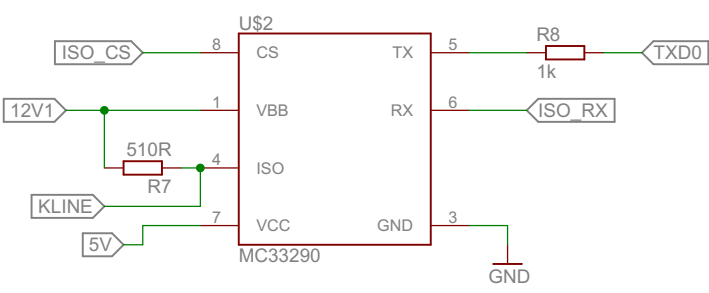 U$2
R8
ISO_CS
8
CS
TX
5
TXD0
1k
12V1
1
VBB
RX
6
ISO_RX
510R
4
ISO
R7
KLINE
7
VCC
GND
3
5V
MC33290
GND